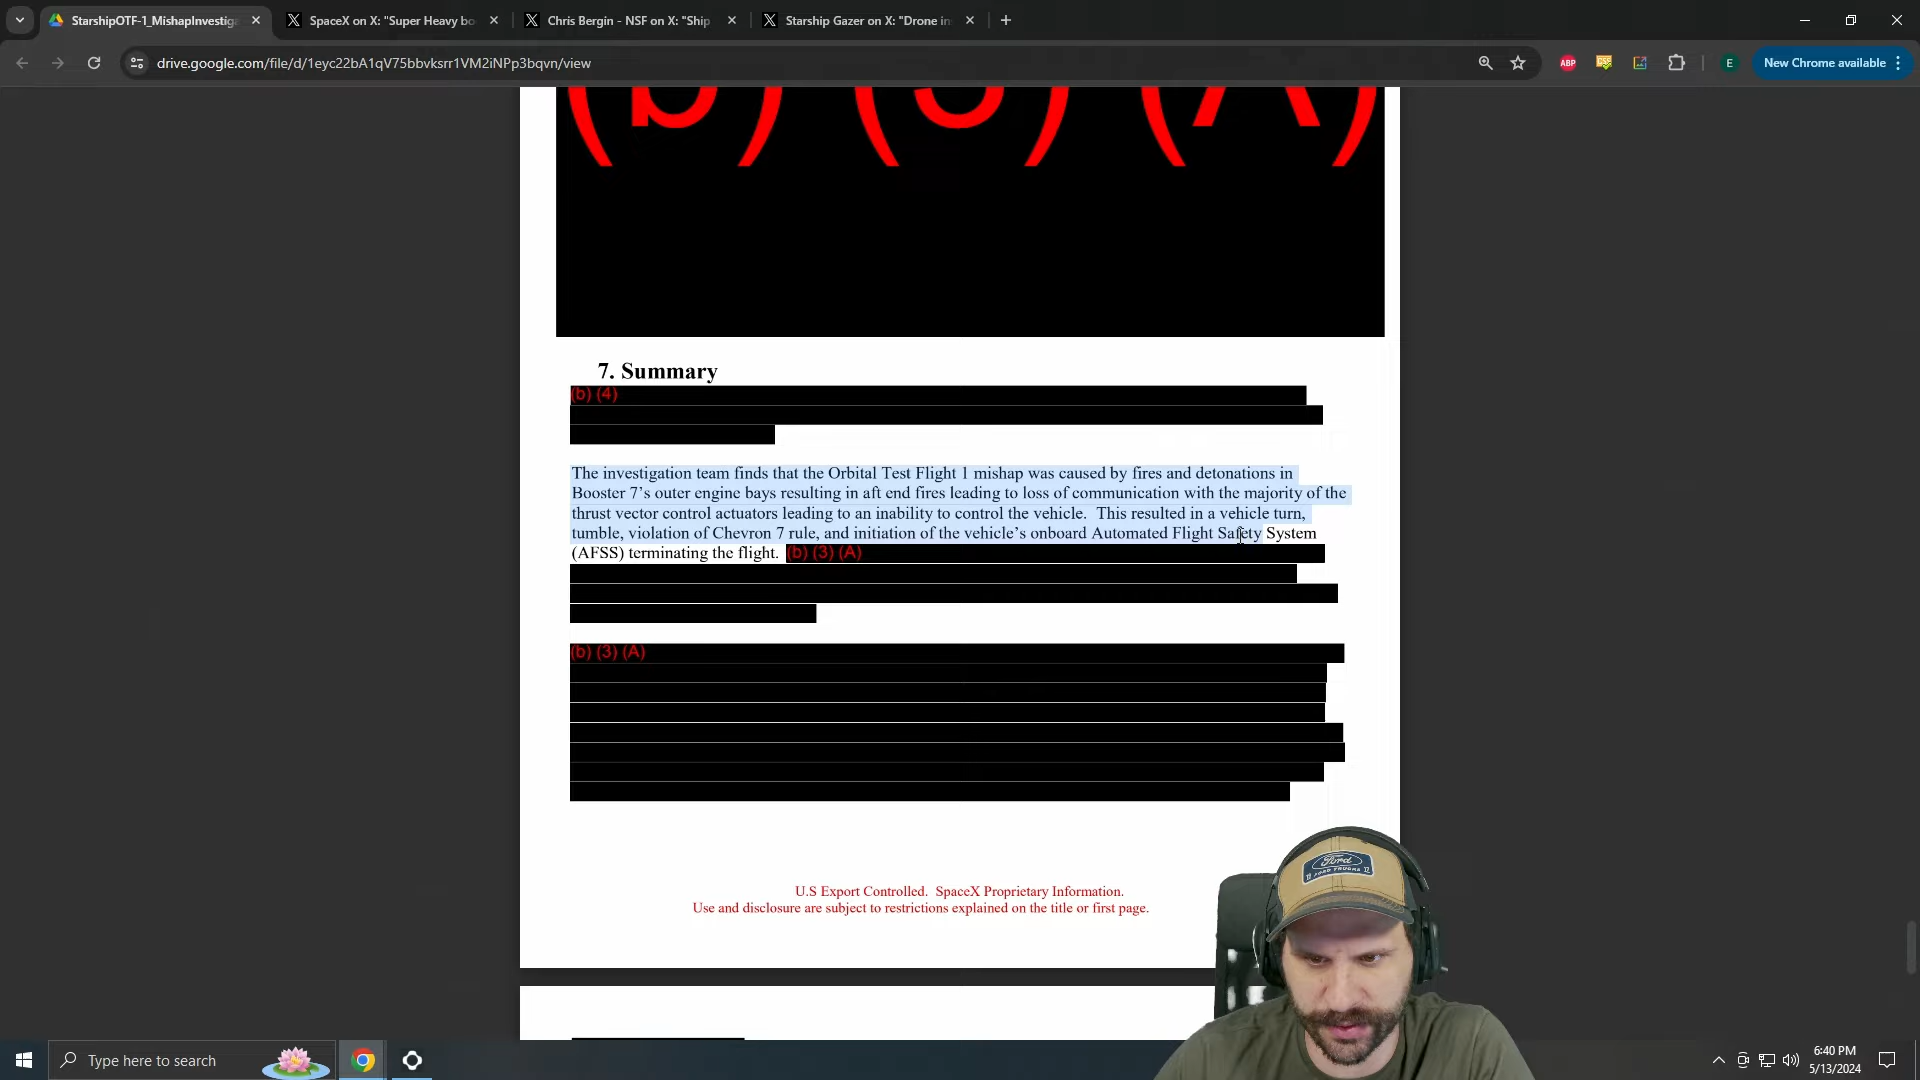 StarshipOTF-1_MishapInvestiga
SpaceX on X: "Super Heavy bo
Chris Bergin - NSF on X: "Ship
Starship Gazer on X: "Drone in
drive.google.com/file/d/1eyc22bA1qV75bbvksrr1VM2iNPp3bqvn/view
ABP
E
New Chrome available
(b) (3) (A)
7. Summary
(b) (4)
The investigation team finds that the Orbital Test Flight 1 mishap was caused by fires and detonations in
Booster 7’s outer engine bays resulting in aft end fires leading to loss of communication with the majority of the
thrust vector control actuators leading to an inability to control the vehicle.  This resulted in a vehicle turn,
tumble, violation of Chevron 7 rule, and initiation of the vehicle’s onboard Automated Flight Safety System
(AFSS) terminating the flight. (b) (3) (A)
(b) (3) (A)
U.S Export Controlled.  SpaceX Proprietary Information.
Use and disclosure are subject to restrictions explained on the title or first page.
Ford
FORD TRUCKS
Type here to search
6:40 PM
5/13/2024